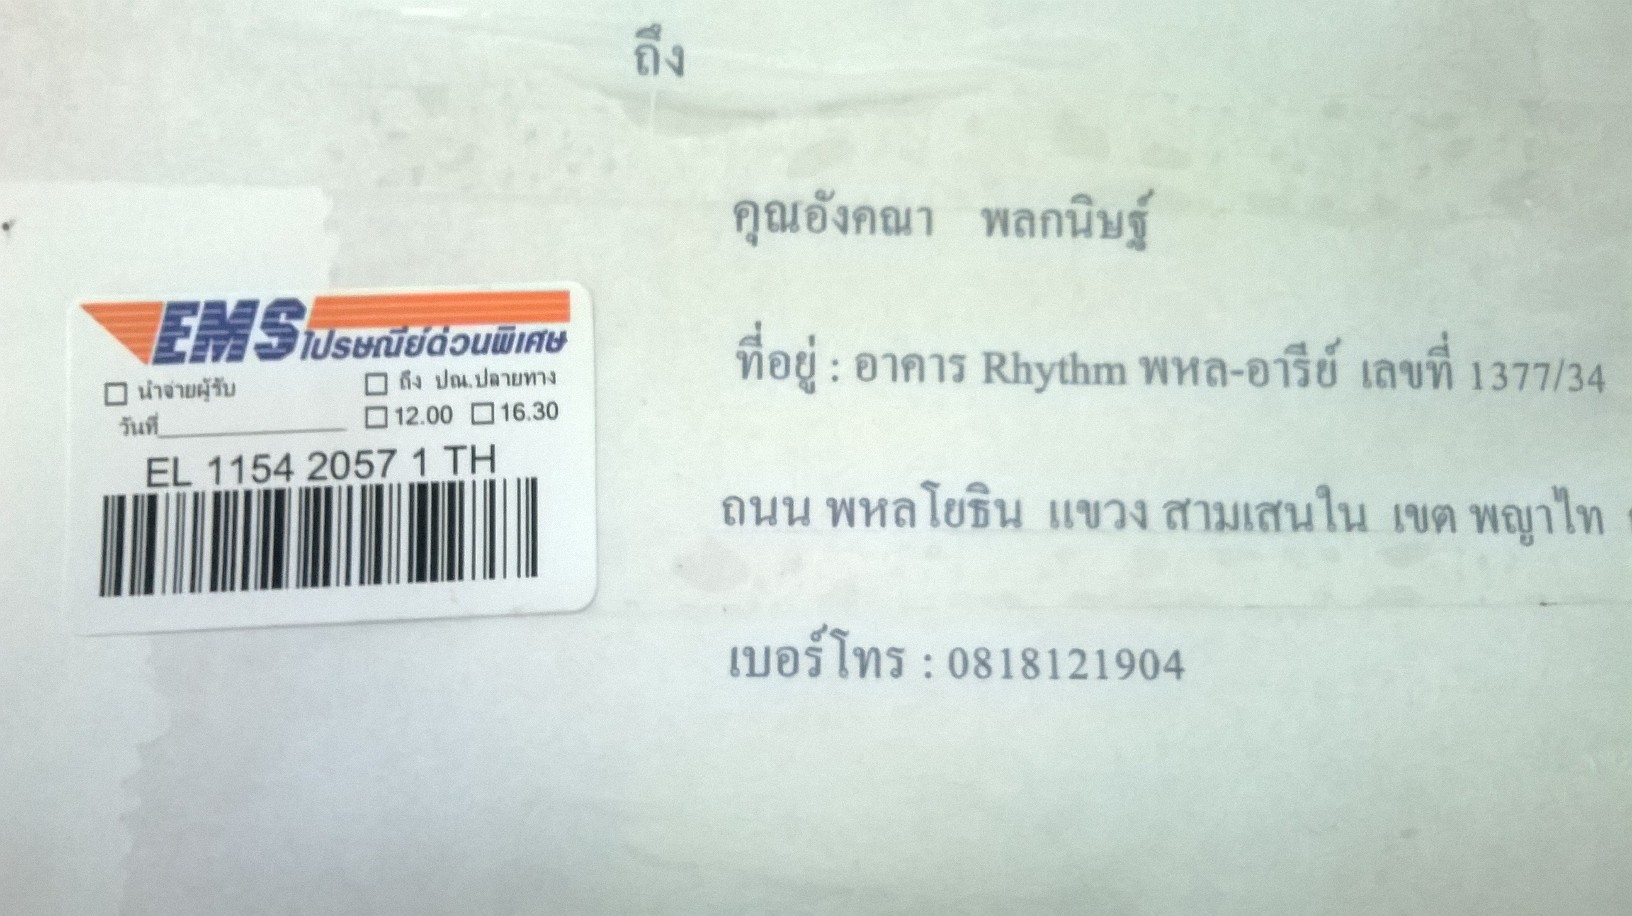 ถึง
คุณอังคณา พลกนิษฐ์
ที่อยู่ : อาคาร Rhythm พหล-อารีย์ เลขที่ 1377/34
ถนน พหลโยธิน แขวง สามเสนใน เขต พญาไท
เบอร์โทร : 0818121904
EMS ไปรษณีย์ด่วนพิเศษ
นำจ่ายผู้รับ ถึง ปณ.ปลายทาง
วันที่ 12.00 16.30
EL 1154 2057 1 TH